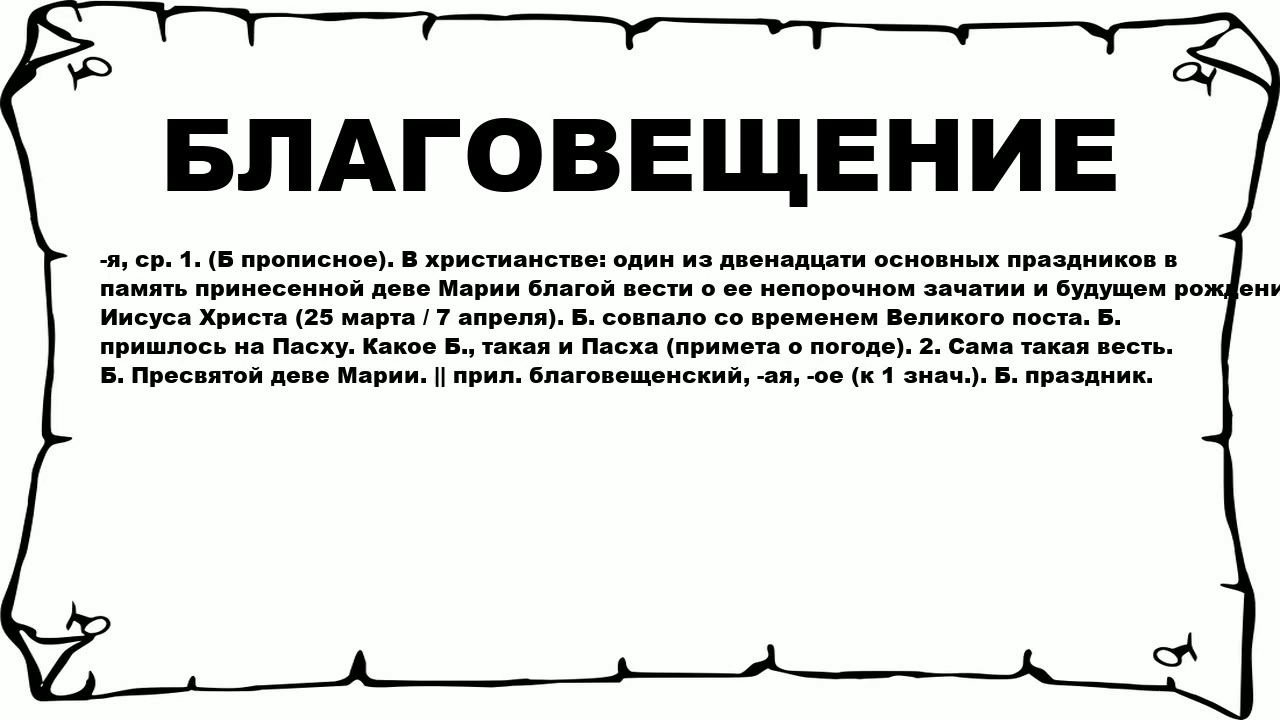 БЛАГОВЕЩЕНИЕ
-я, ср. 1. (Б прописное). В христианстве: один из двенадцати основных праздников в
память принесенной деве Марии благой вести о ее непорочном зачатии и будущем рождени
Иисуса Христа (25 марта / 7 апреля). Б. совпало со временем Великого поста. Б.
пришлось на Пасху. Какое Б., такая и Пасха (примета о погоде). 2. Сама такая весть.
Б. Пресвятой деве Марии. || прил. благовещенский, -ая, -ое (к 1 знач.). Б. праздник.